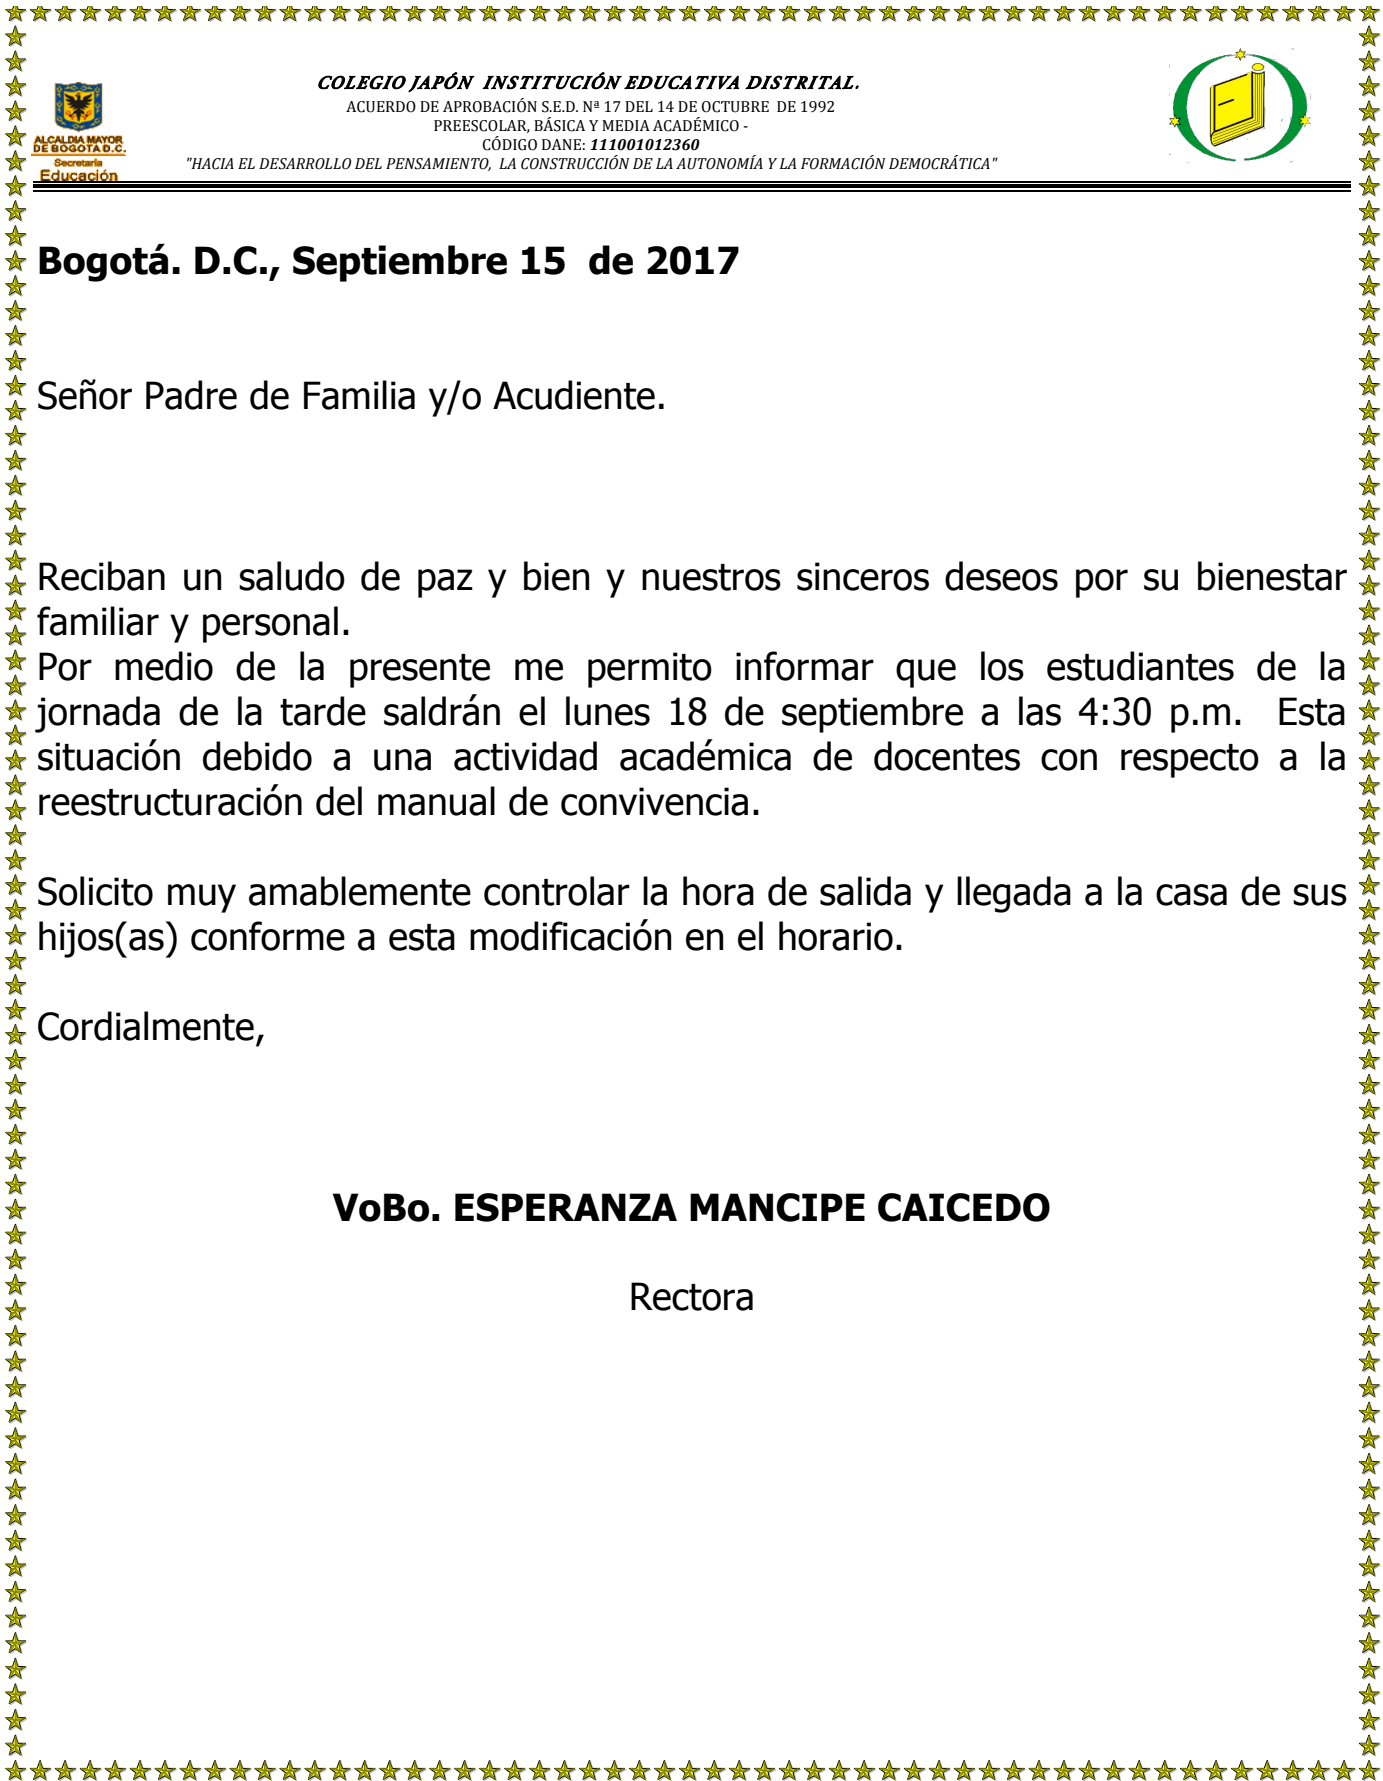 COLEGIO JAPÓN INSTITUCIÓN EDUCATIVA DISTRITAL.
ACUERDO DE APROBACIÓN S.E.D. Nª 17 DEL 14 DE OCTUBRE DE 1992
PREESCOLAR, BÁSICA Y MEDIA ACADÉMICO -
CÓDIGO DANE: 111001012360
"HACIA EL DESARROLLO DEL PENSAMIENTO, LA CONSTRUCCIÓN DE LA AUTONOMÍA Y LA FORMACIÓN DEMOCRÁTICA"
ALCALDIA MAYOR
DE BOGOTA D.C.
Secretaría
Educación
Bogotá. D.C., Septiembre 15 de 2017
Señor Padre de Familia y/o Acudiente.
Reciban un saludo de paz y bien y nuestros sinceros deseos por su bienestar
familiar y personal.
Por medio de la presente me permito informar que los estudiantes de la
jornada de la tarde saldrán el lunes 18 de septiembre a las 4:30 p.m. Esta
situación debido a una actividad académica de docentes con respecto a la
reestructuración del manual de convivencia.
Solicito muy amablemente controlar la hora de salida y llegada a la casa de sus
hijos(as) conforme a esta modificación en el horario.
Cordialmente,
VoBo. ESPERANZA MANCIPE CAICEDO
Rectora